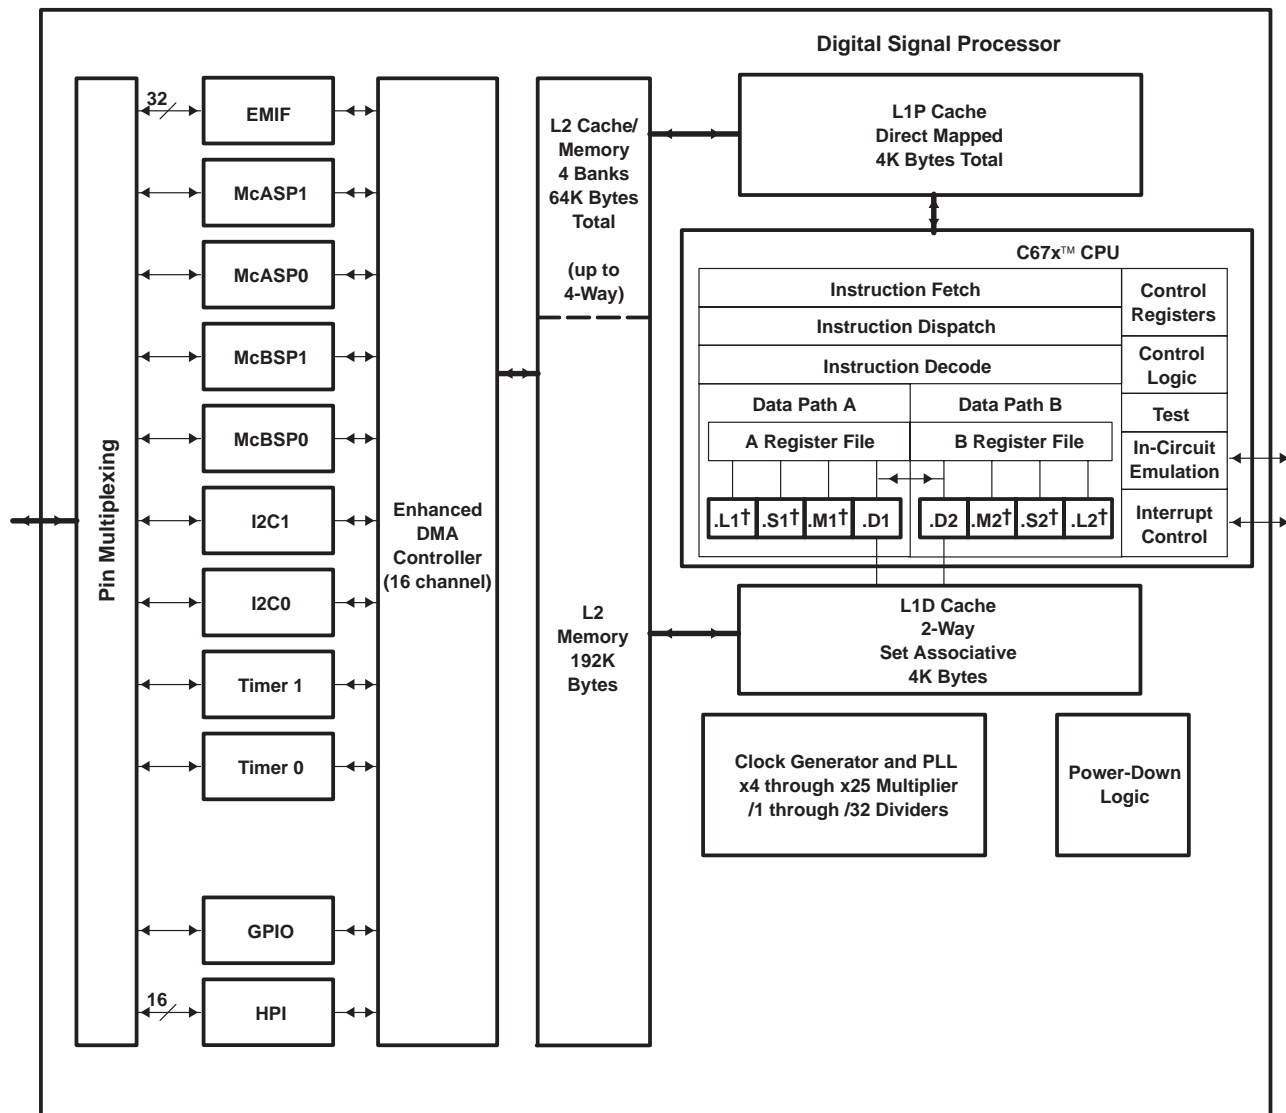 Digital Signal Processor
32
EMIF
McASP1
McASP0
McBSP1
McBSP0
I2C1
I2C0
Timer 1
Timer 0
GPIO
16
HPI
Pin Multiplexing
Enhanced
DMA
Controller
(16 channel)
L2 Cache/
Memory
4 Banks
64K Bytes
Total
(up to
4-Way)
L2
Memory
192K
Bytes
L1P Cache
Direct Mapped
4K Bytes Total
C67x™ CPU
Instruction Fetch
Instruction Dispatch
Instruction Decode
Data Path A
Data Path B
A Register File
B Register File
.L1†
.S1†
.M1†
.D1
.D2
.M2†
.S2†
.L2†
Control
Registers
Control
Logic
Test
In-Circuit
Emulation
Interrupt
Control
L1D Cache
2-Way
Set Associative
4K Bytes
Clock Generator and PLL
x4 through x25 Multiplier
/1 through /32 Dividers
Power-Down
Logic